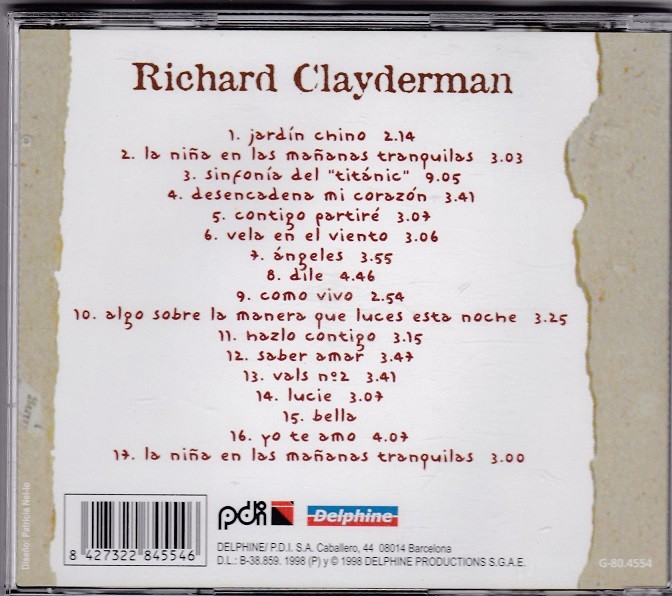 Richard Clayderman
1. jardín chino 2.14
2. la niña en las mañanas tranquilas 3.03
3. sinfonía del "titánic" 9.05
4. desencadena mi corazón 3.41
5. contigo partiré 3.07
6. vela en el viento 3.06
7. ángeles 3.55
8. dile 4.46
9. como vivo 2.54
10. algo sobre la manera que luces esta noche 3.25
11. hazlo contigo 3.15
12. saber amar 3.47
13. vals nº2 3.41
14. lucie 3.07
15. bella
16. yo te amo 4.07
17. la niña en las mañanas tranquilas 3.00
8 427322 845546
pdi
Delphine
DELPHINE/ P.D.I. S.A. Caballero, 44 08014 Barcelona
D.L.: B-38.859. 1998 (P) y © 1998 DELPHINE PRODUCTIONS S.G.A.E.
G-80.4554
Diseño: Patricia